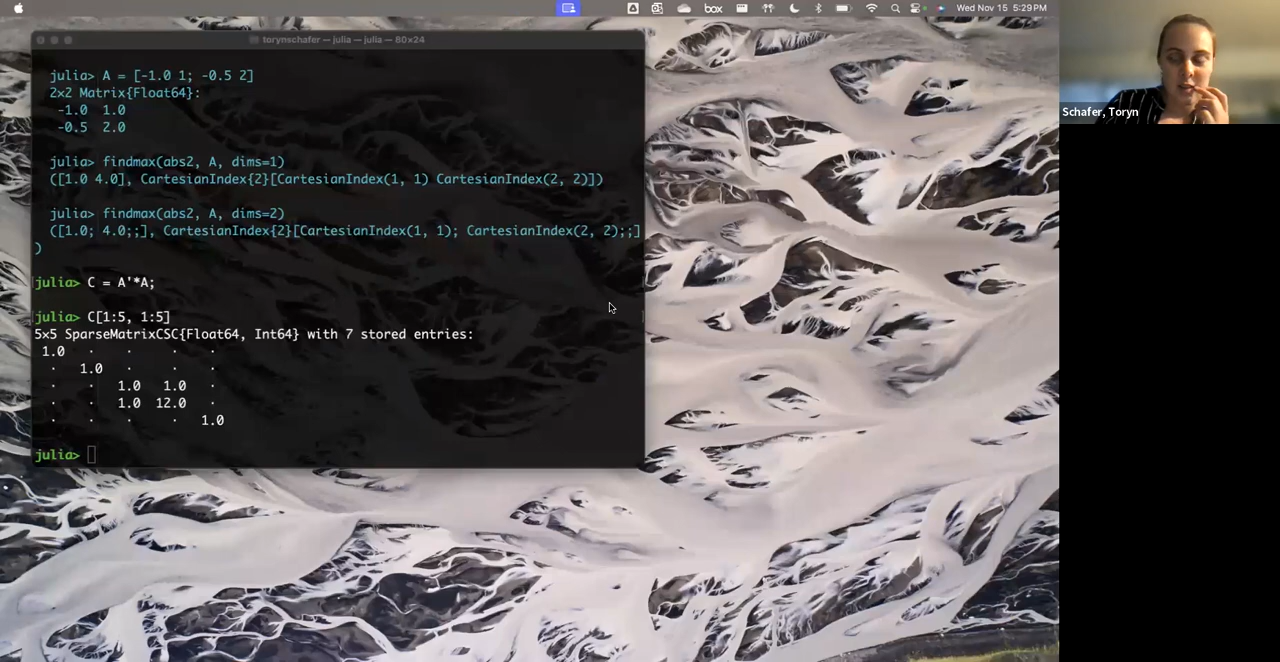 box
Wed Nov 15 5:29 PM
torynschafer — julia — julia — 80×24
julia> A = [-1.0 1; -0.5 2]
2×2 Matrix{Float64}:
-1.0 1.0
-0.5 2.0
julia> findmax(abs2, A, dims=1)
([1.0 4.0], CartesianIndex{2}[CartesianIndex(1, 1) CartesianIndex(2, 2)])
julia> findmax(abs2, A, dims=2)
([1.0; 4.0;;], CartesianIndex{2}[CartesianIndex(1, 1); CartesianIndex(2, 2);;]
)
julia> C = A'*A;
julia> C[1:5, 1:5]
5×5 SparseMatrixCSC{Float64, Int64} with 7 stored entries:
1.0 ⋅ ⋅ ⋅ ⋅
⋅ 1.0 ⋅ ⋅ ⋅
⋅ ⋅ 1.0 1.0 ⋅
⋅ ⋅ 1.0 12.0 ⋅
⋅ ⋅ ⋅ ⋅ 1.0
julia>
Schafer, Toryn